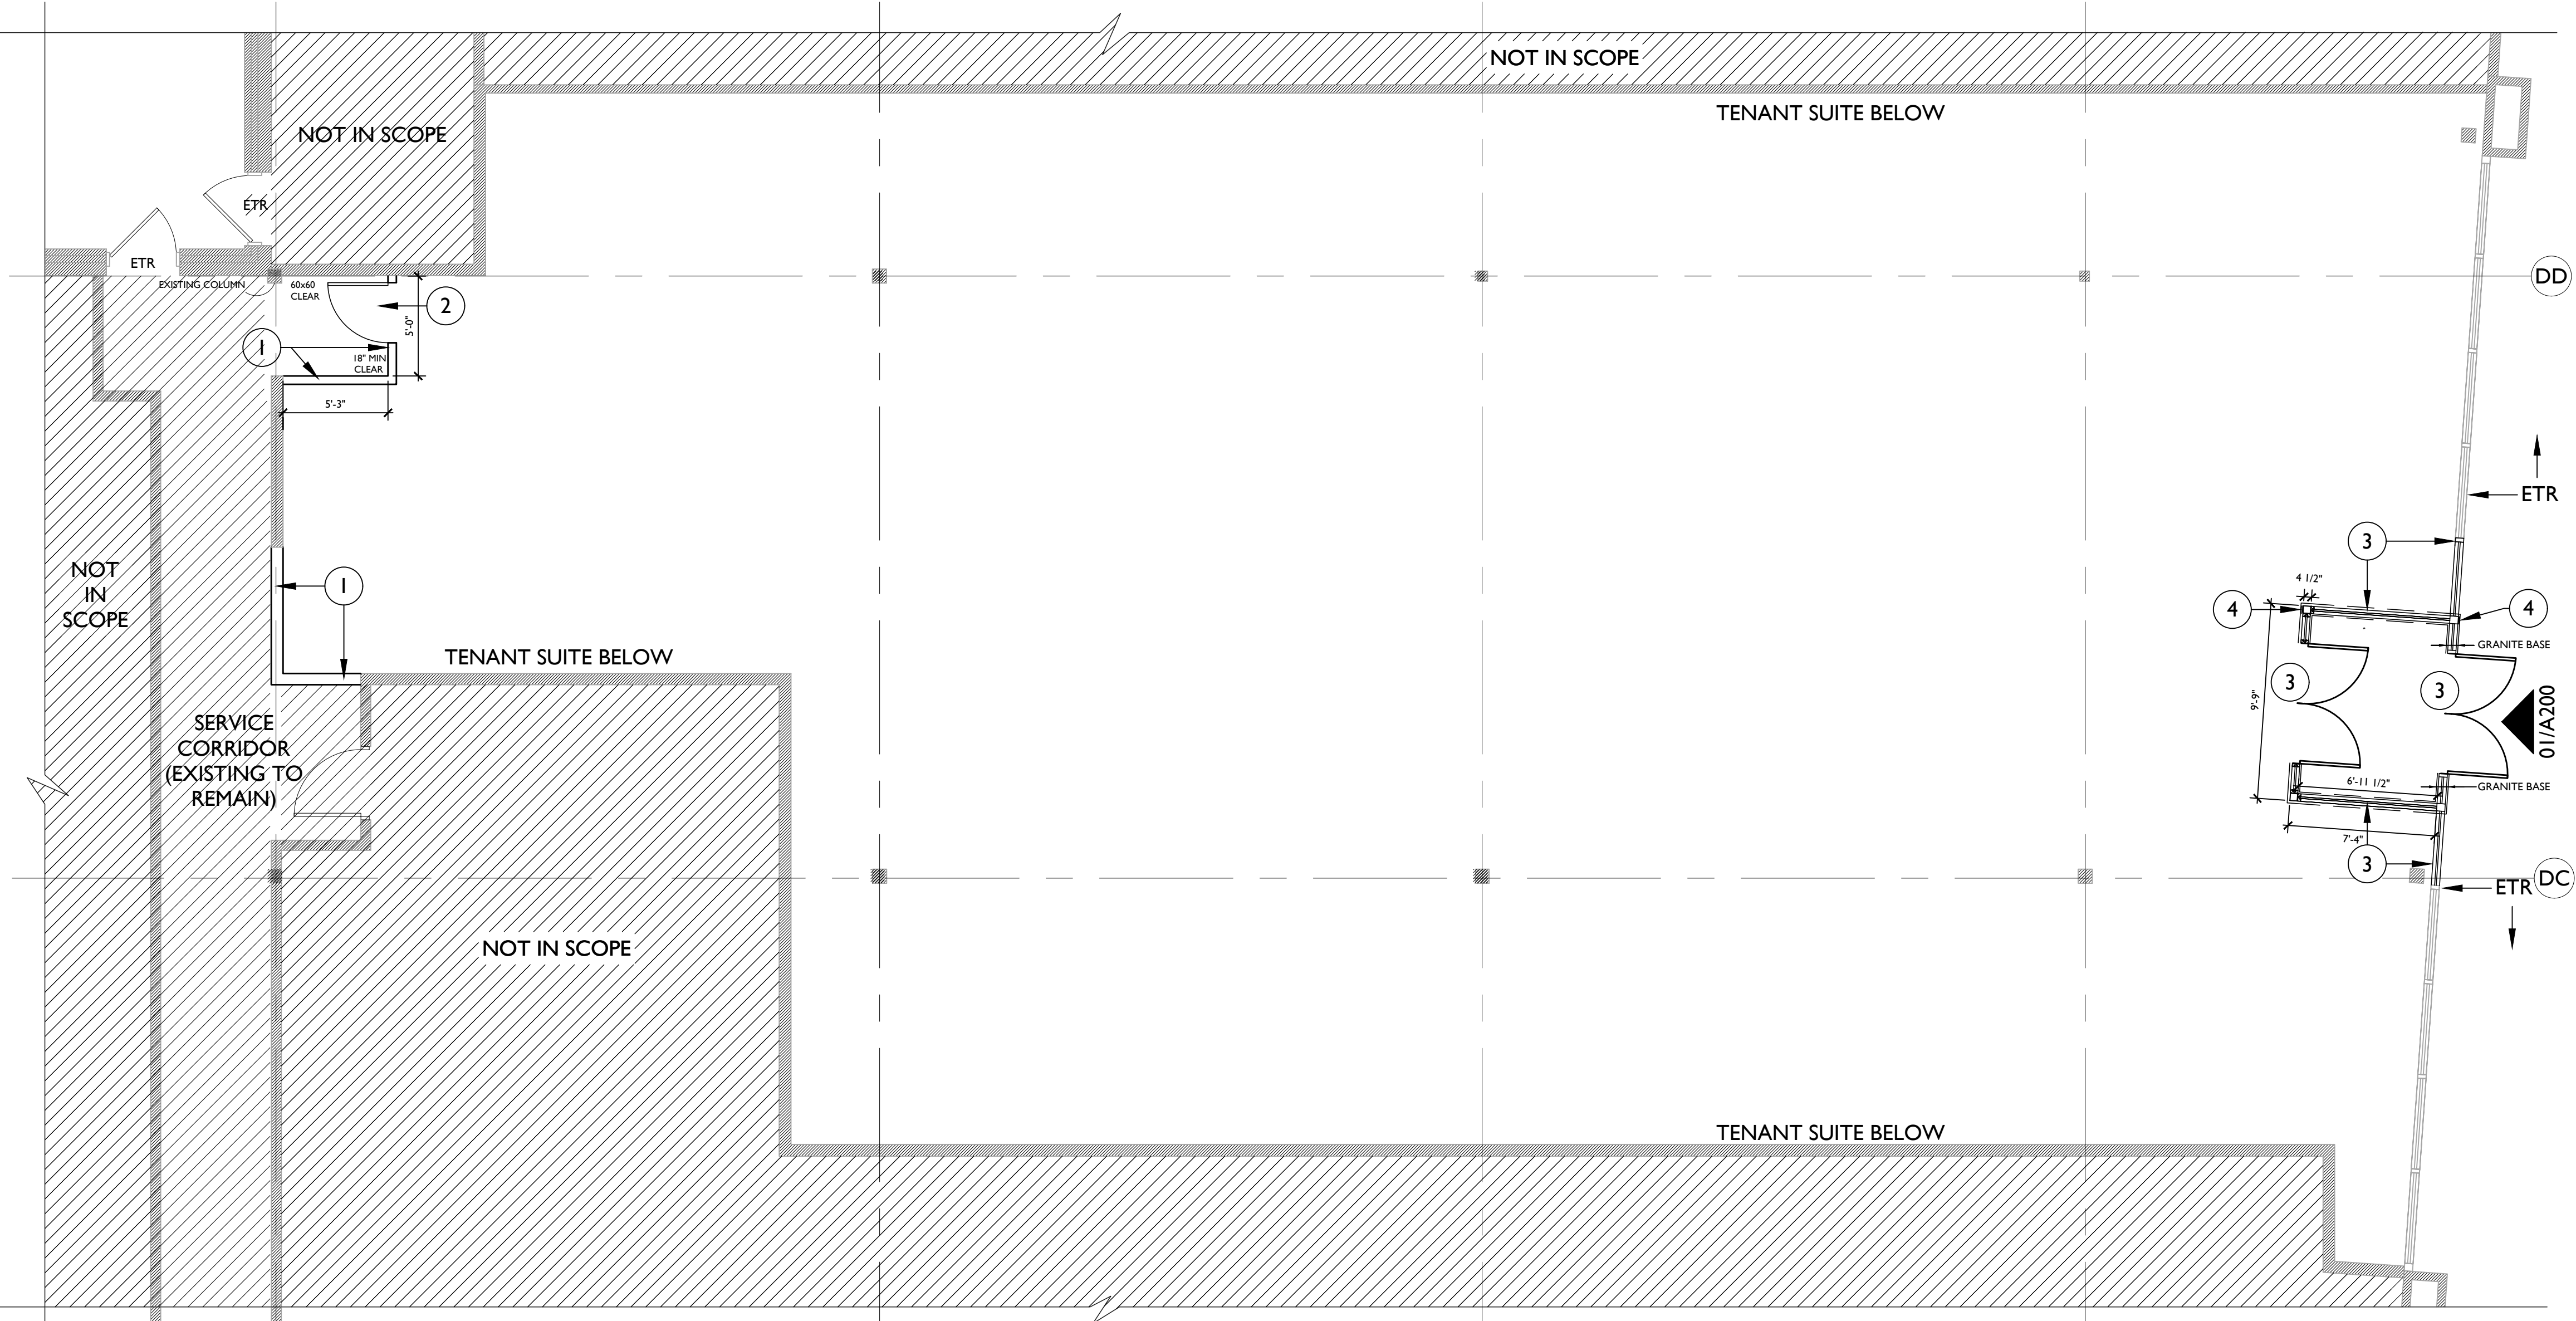 NOT IN SCOPE
TENANT SUITE BELOW
NOT IN SCOPE
ETR
ETR
EXISTING COLUMN
60x60
CLEAR
2
5'-0"
1
18" MIN
CLEAR
5'-3"
DD
ETR
NOT
IN
SCOPE
1
TENANT SUITE BELOW
SERVICE
CORRIDOR
(EXISTING TO
REMAIN)
NOT IN SCOPE
3
4 1/2"
4
4
GRANITE BASE
3
3
9'-9"
01/A200
6'-11 1/2"
GRANITE BASE
7'-4"
3
ETR
DC
TENANT SUITE BELOW